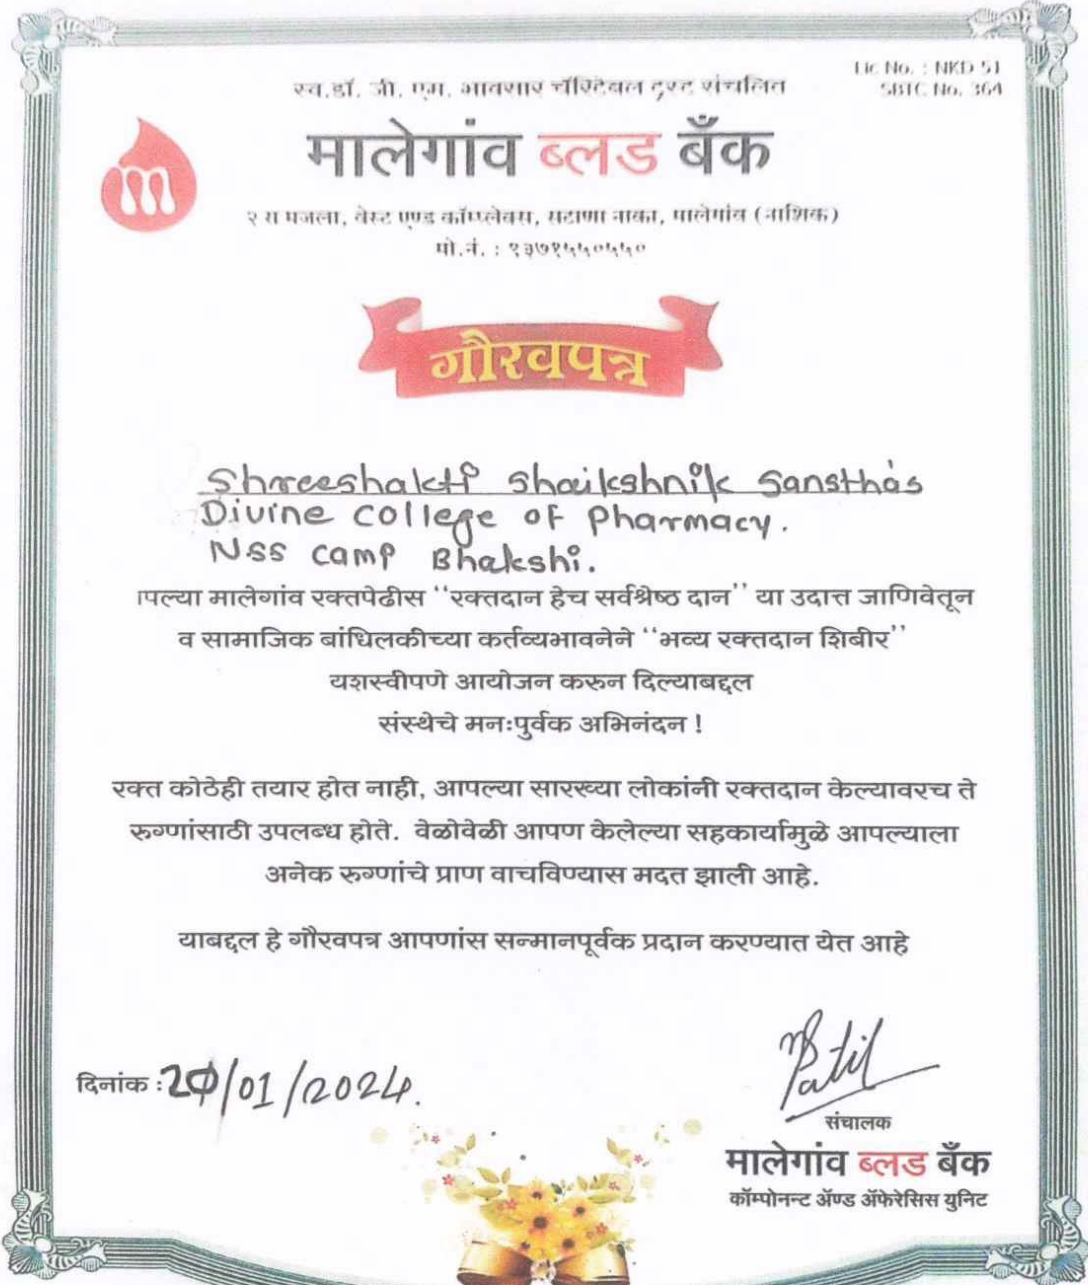 Lic No. : NKD 51
SBTC No. 364
स्व.डॉ. जी. एम. भावसार चॅरिटेबल ट्रस्ट संचलित
मालेगांव ब्लड बँक
२ रा मजला, वेस्ट एण्ड कॉम्प्लेक्स, सटाणा नाका, मालेगांव (नाशिक)
मो.नं. : ९३७१५५०५५०
गौरवपत्र
Shreeshakti Shaikshnik Sanstha's
Divine College of Pharmacy.
NSS Camp Bhakshi.
ापल्या मालेगांव रक्तपेढीस ‘‘रक्तदान हेच सर्वश्रेष्ठ दान’’ या उदात्त जाणिवेतून
व सामाजिक बांधिलकीच्या कर्तव्यभावनेने ‘‘भव्य रक्तदान शिबीर’’
यशस्वीपणे आयोजन करुन दिल्याबद्दल
संस्थेचे मनःपुर्वक अभिनंदन !
रक्त कोठेही तयार होत नाही, आपल्या सारख्या लोकांनी रक्तदान केल्यावरच ते
रुग्णांसाठी उपलब्ध होते. वेळोवेळी आपण केलेल्या सहकार्यामुळे आपल्याला
अनेक रुग्णांचे प्राण वाचविण्यास मदत झाली आहे.
याबद्दल हे गौरवपत्र आपणांस सन्मानपूर्वक प्रदान करण्यात येत आहे
दिनांक : 20/01/2024.
Patil
संचालक
मालेगांव ब्लड बँक
कॉम्पोनन्ट ॲण्ड ॲफेरेसिस युनिट